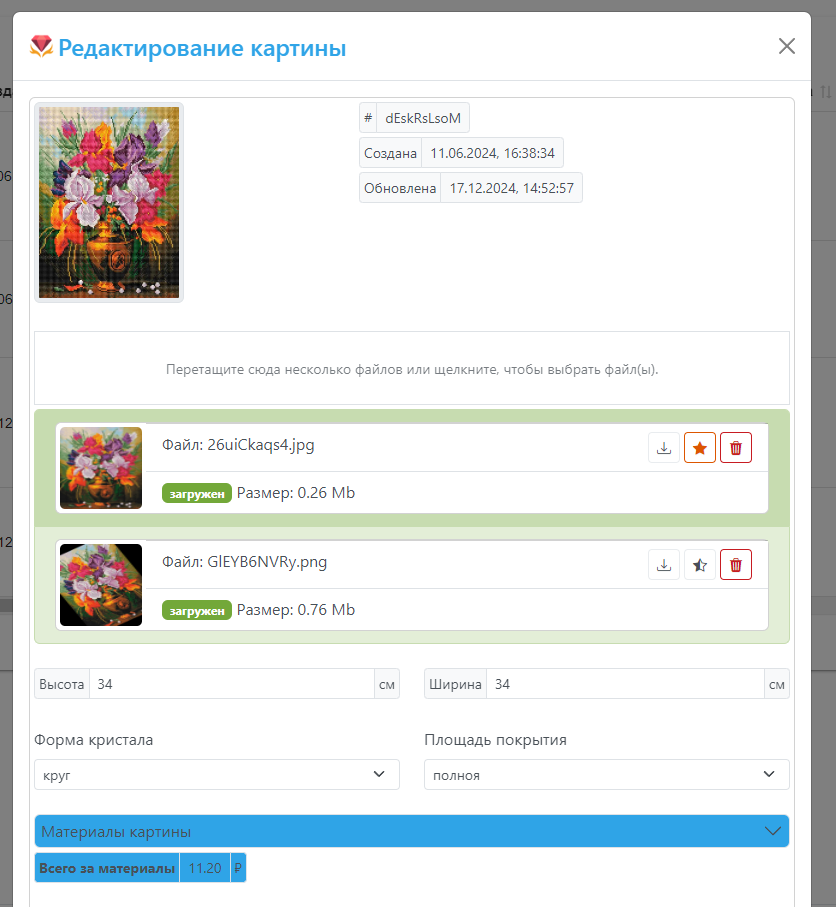 Редактирование картины
# dEskRsLsoM
Создана 11.06.2024, 16:38:34
Обновлена 17.12.2024, 14:52:57
Перетащите сюда несколько файлов или щелкните, чтобы выбрать файл(ы).
Файл: 26uiCkaqs4.jpg
загружен Размер: 0.26 Mb
Файл: GlEYB6NVRy.png
загружен Размер: 0.76 Mb
Высота 34 см
Ширина 34 см
Форма кристала
Площадь покрытия
круг
полноя
Материалы картины
Всего за материалы 11.20 ₽